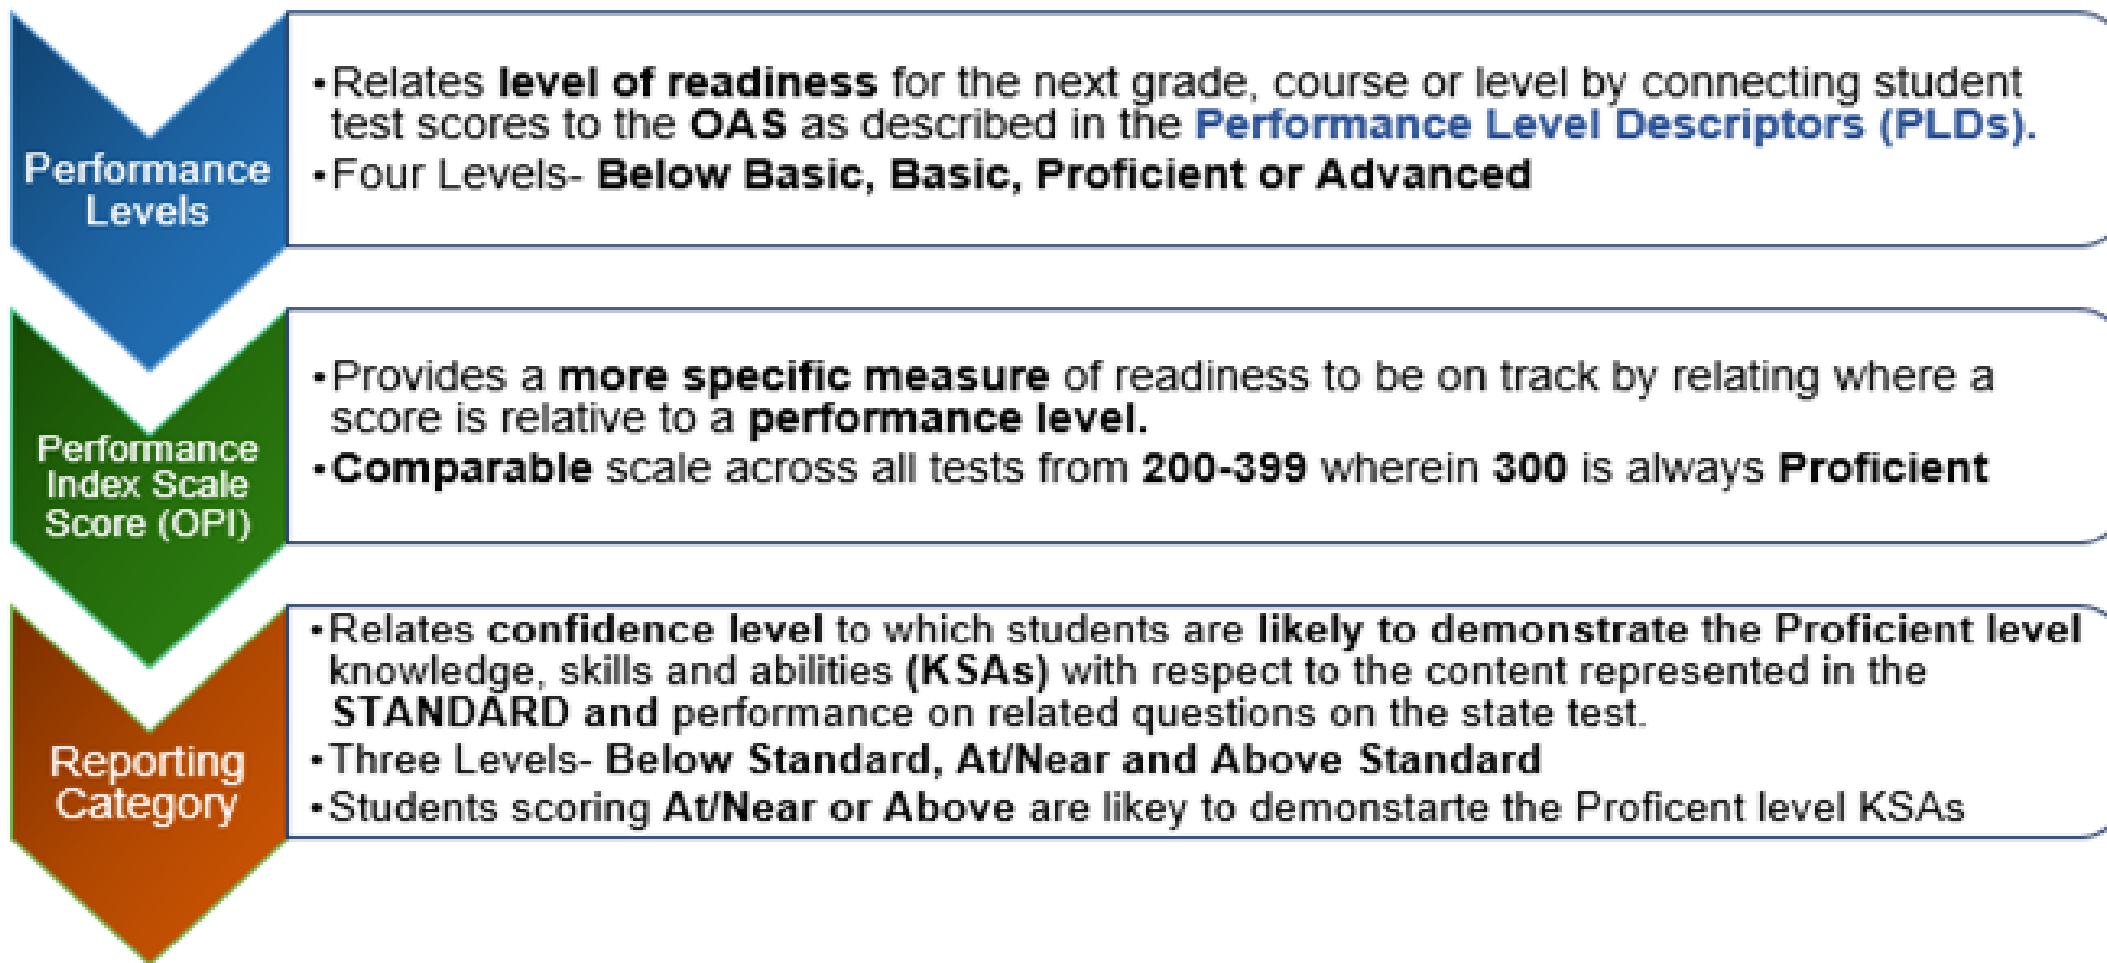 Performance
Levels
•Relates level of readiness for the next grade, course or level by connecting student
test scores to the OAS as described in the Performance Level Descriptors (PLDs).
•Four Levels- Below Basic, Basic, Proficient or Advanced
Performance
Index Scale
Score (OPI)
•Provides a more specific measure of readiness to be on track by relating where a
score is relative to a performance level.
•Comparable scale across all tests from 200-399 wherein 300 is always Proficient
Reporting
Category
•Relates confidence level to which students are likely to demonstrate the Proficient level
knowledge, skills and abilities (KSAs) with respect to the content represented in the
STANDARD and performance on related questions on the state test.
•Three Levels- Below Standard, At/Near and Above Standard
•Students scoring At/Near or Above are likey to demonstarte the Proficent level KSAs